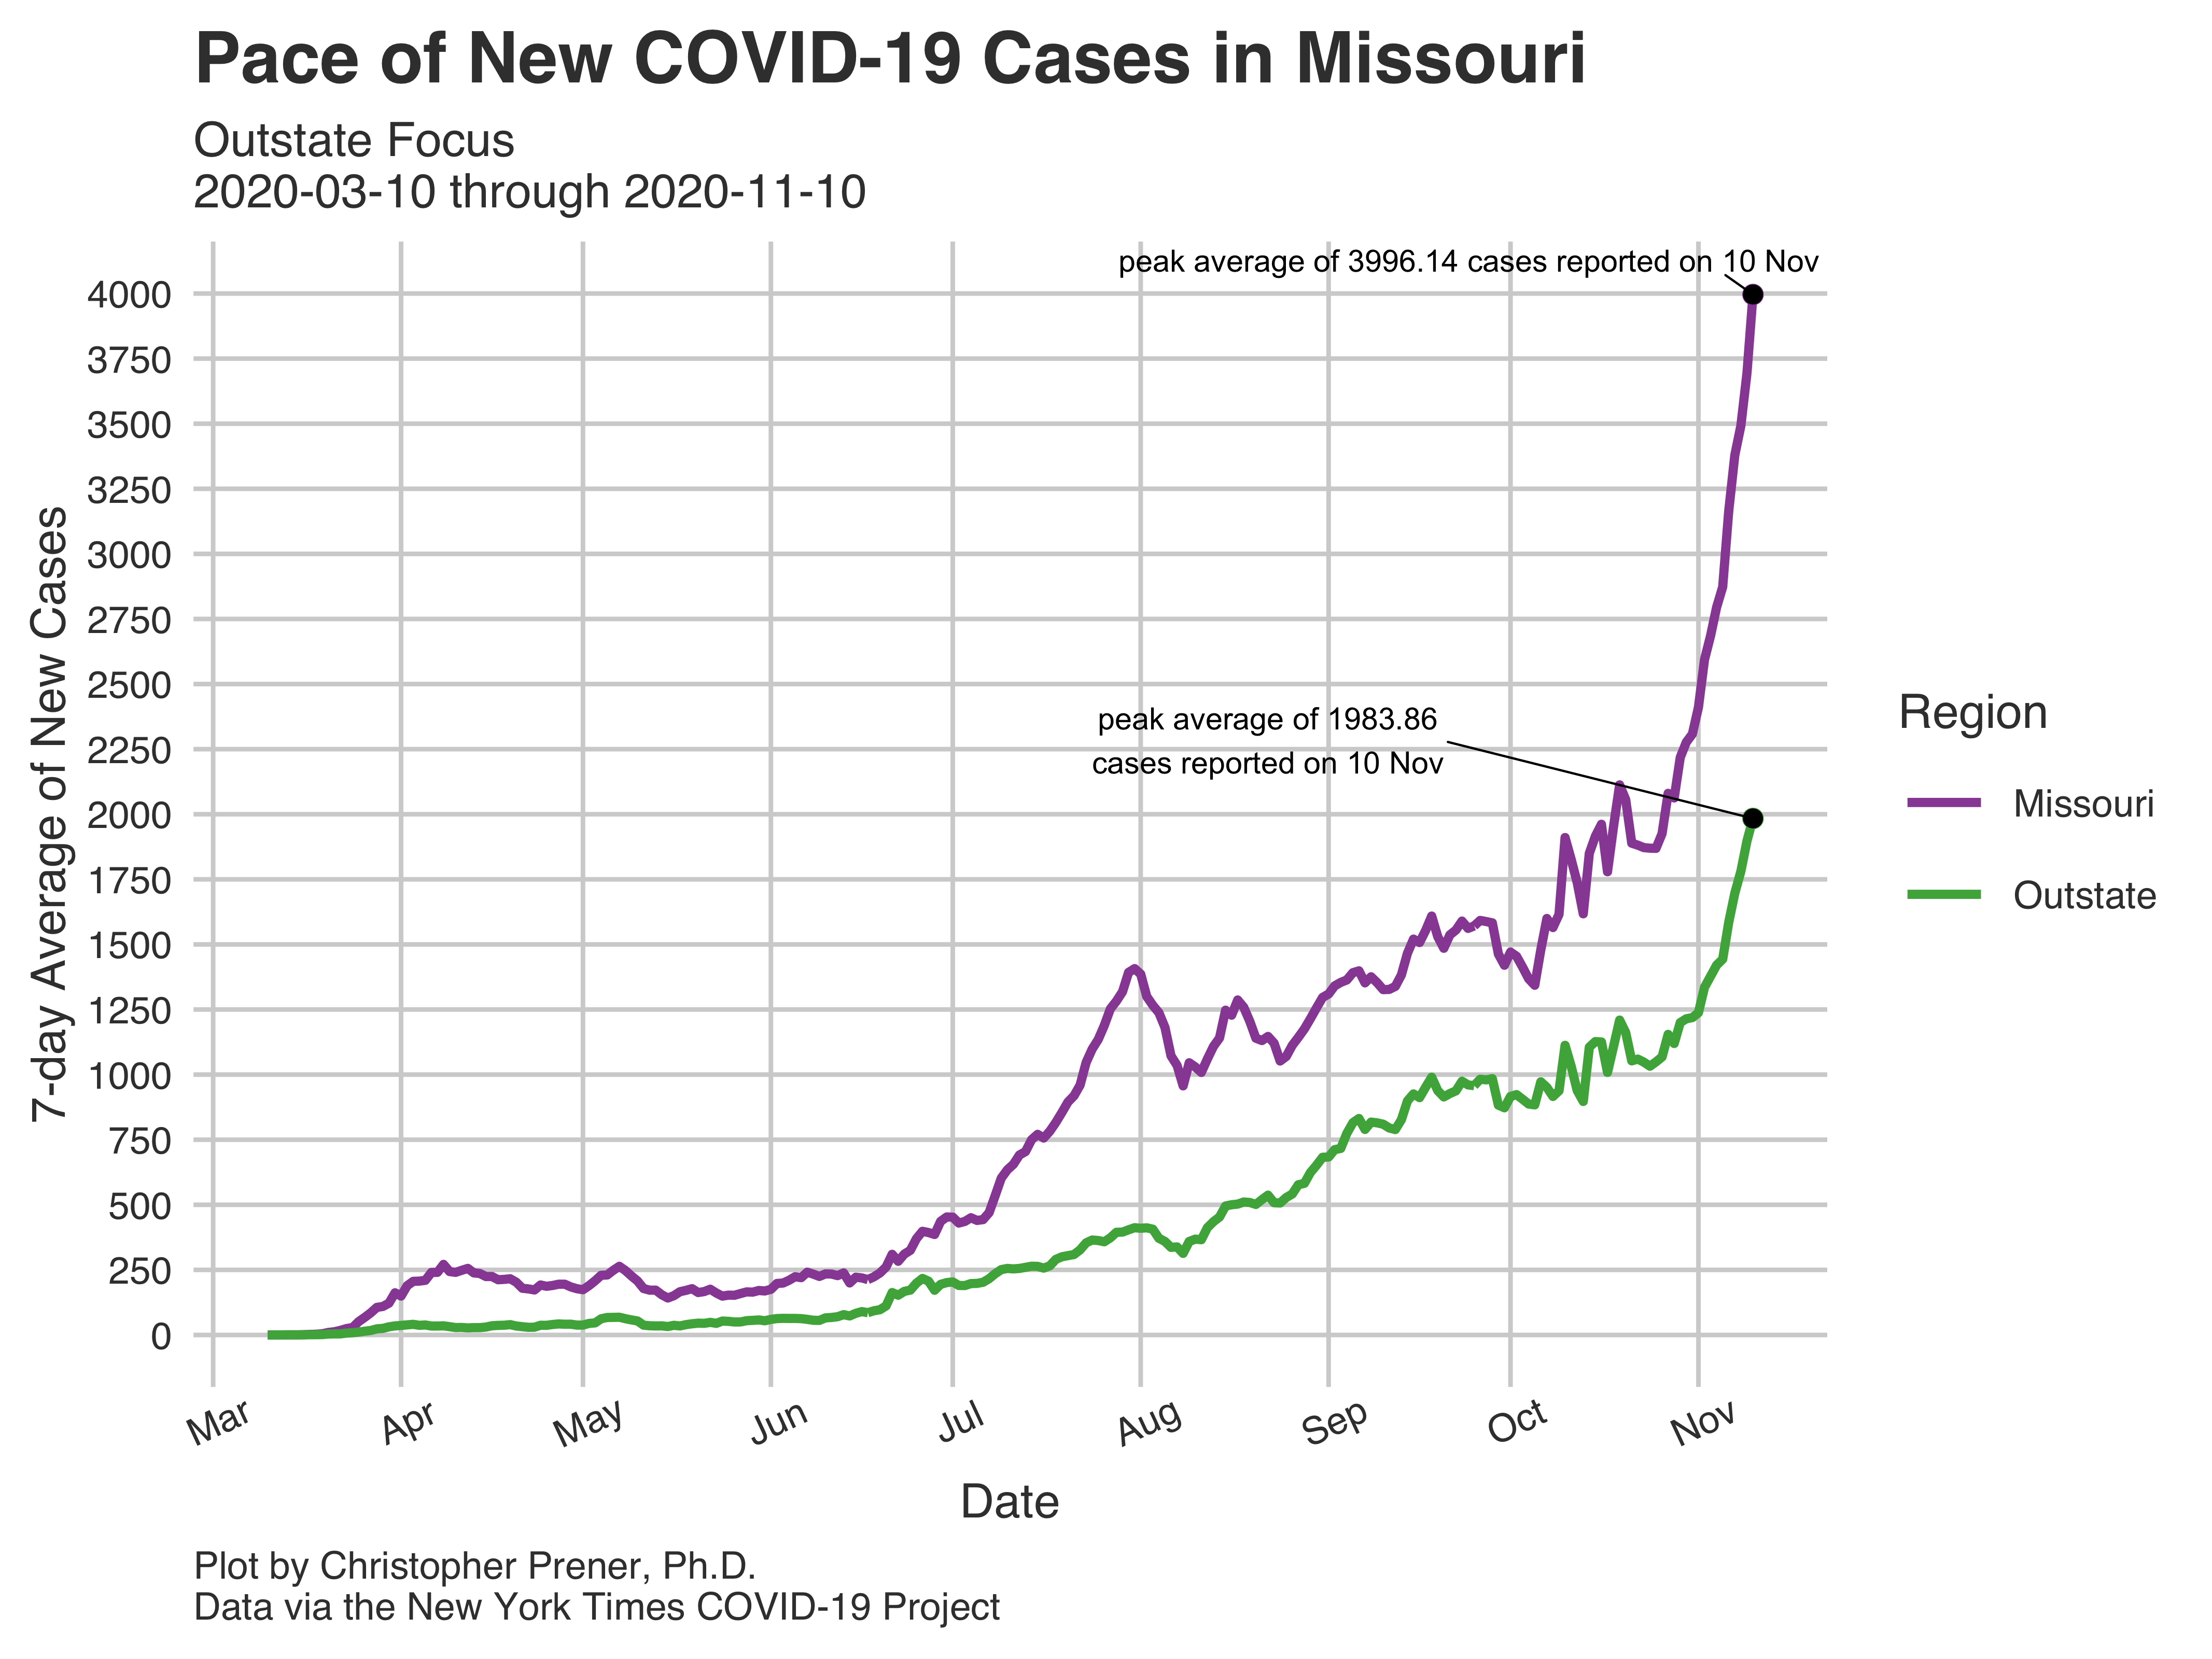 Pace of New COVID-19 Cases in Missouri
Outstate Focus
2020-03-10 through 2020-11-10
peak average of 3996.14 cases reported on 10 Nov
4000
3750
3500
3250
3000
2750
2500
2250
2000
1750
1500
1250
1000
750
500
250
0
7-day Average of New Cases
peak average of 1983.86
cases reported on 10 Nov
Region
Missouri
Outstate
Mar
Apr
May
Jun
Jul
Aug
Sep
Oct
Nov
Date
Plot by Christopher Prener, Ph.D.
Data via the New York Times COVID-19 Project